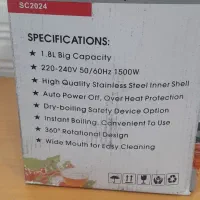 SC2024
SPECIFICATIONS:
★ 1.8L Big Capacity
★ 220-240V 50/60Hz 1500W
★ High Quality Stainless Steel Inner Shell
★ Auto Power Off, Over Heat Protection
★ Dry-boiling Safety Device Option
★ Instant Boiling, Convenient To Use
★ 360° Rotational Design
★ Wide Mouth for Easy Cleaning